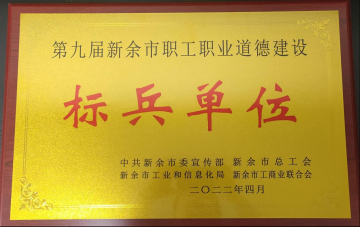 第九届新余市职工职业道德建设
标兵单位
中共新余市委宣传部 新余市总工会
新余市工业和信息化局 新余市工商业联合会
二〇二二年四月